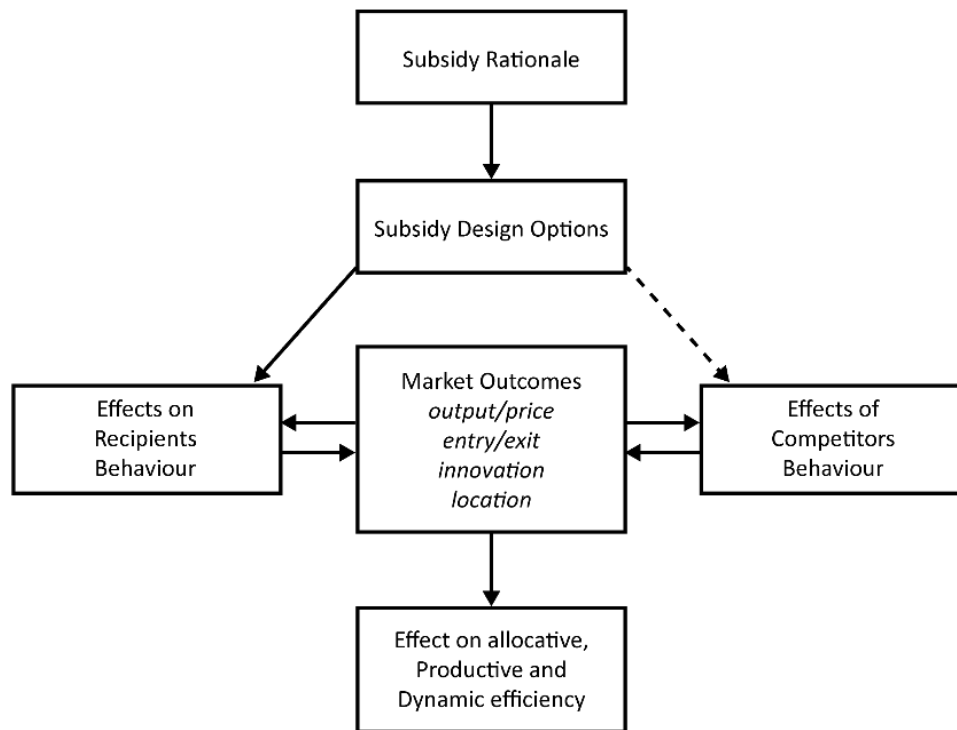 Subsidy Rationale
Subsidy Design Options
Effects on
Recipients
Behaviour
Market Outcomes
output/price
entry/exit
innovation
location
Effects of
Competitors
Behaviour
Effect on allocative,
Productive and
Dynamic efficiency